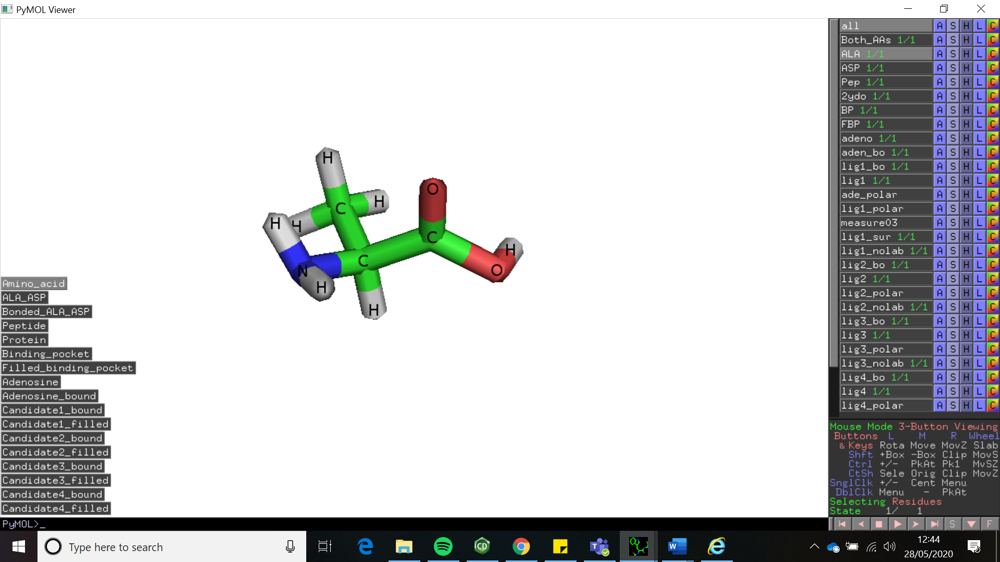 PyMOL Viewer
H
H
H
H
N
H
C
C
H
O
C
H
O
Amino_acid
ALA_ASP
Bonded_ALA_ASP
Peptide
Protein
Binding_pocket
Filled_binding_pocket
Adenosine
Adenosine_bound
Candidate1_bound
Candidate1_filled
Candidate2_bound
Candidate2_filled
Candidate3_bound
Candidate3_filled
Candidate4_bound
Candidate4_filled
PyMOL>_
all A S H L C
Both_AAs 1/1 A S H L C
ALA 1/1 A S H L C
ASP 1/1 A S H L C
Pep 1/1 A S H L C
2ydo 1/1 A S H L C
BP 1/1 A S H L C
FBP 1/1 A S H L C
adeno 1/1 A S H L C
aden_bo 1/1 A S H L C
lig1_bo 1/1 A S H L C
lig1 1/1 A S H L C
ade_polar A S H L C
lig1_polar A S H L C
measure03 A S H L C
lig1_sur 1/1 A S H L C
lig1_nolab 1/1 A S H L C
lig2_bo 1/1 A S H L C
lig2 1/1 A S H L C
lig2_polar A S H L C
lig2_nolab 1/1 A S H L C
lig3_bo 1/1 A S H L C
lig3 1/1 A S H L C
lig3_polar A S H L C
lig3_nolab 1/1 A S H L C
lig4_bo 1/1 A S H L C
lig4 1/1 A S H L C
lig4_polar A S H L C
Mouse Mode 3-Button Viewing
Buttons L M R Wheel
& Keys Rota Move MovZ Slab
Shft +Box -Box Clip MovS
Ctrl +/- PkAt Pk1 MvSZ
CtSh Sele Orig Clip MovZ
SnglClk +/- Cent Menu
DblClk Menu - PkAt
Selecting Residues
State 1/ 1
S F
Type here to search
CD
T
W
12:44
28/05/2020